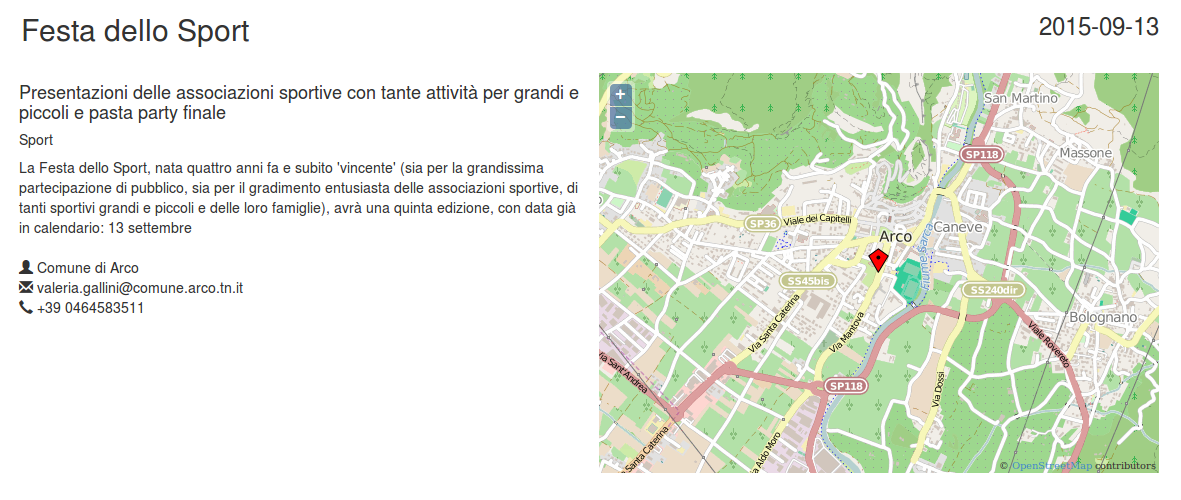 Festa dello Sport
2015-09-13
Presentazioni delle associazioni sportive con tante attività per grandi e
piccoli e pasta party finale
Sport
La Festa dello Sport, nata quattro anni fa e subito 'vincente' (sia per la grandissima
partecipazione di pubblico, sia per il gradimento entusiasta delle associazioni sportive, di
tanti sportivi grandi e piccoli e delle loro famiglie), avrà una quinta edizione, con data già
in calendario: 13 settembre
Comune di Arco
valeria.gallini@comune.arco.tn.it
+39 0464583511
+
−
San Martino
SP118
Massone
SP36
Viale dei Capitelli
Arco
Caneve
Fiume Sarca
SS45bis
SS240dir
Via Santa Caterina
Via Mantova
Bolognano
Viale Rovereto
Via Sant'Andrea
SP118
Via Dossi
Santa Caterina
Aldo Moro
© OpenStreetMap contributors